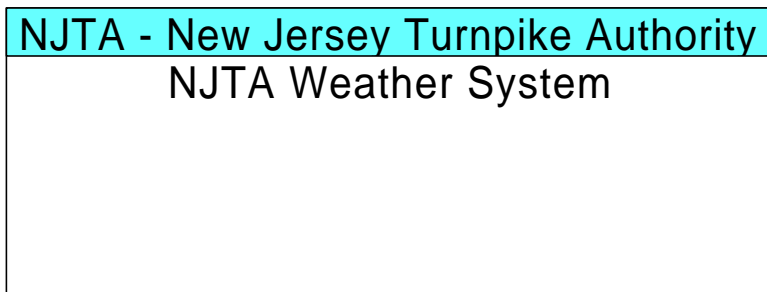 NJTA - New Jersey Turnpike Authority
NJTA Weather System